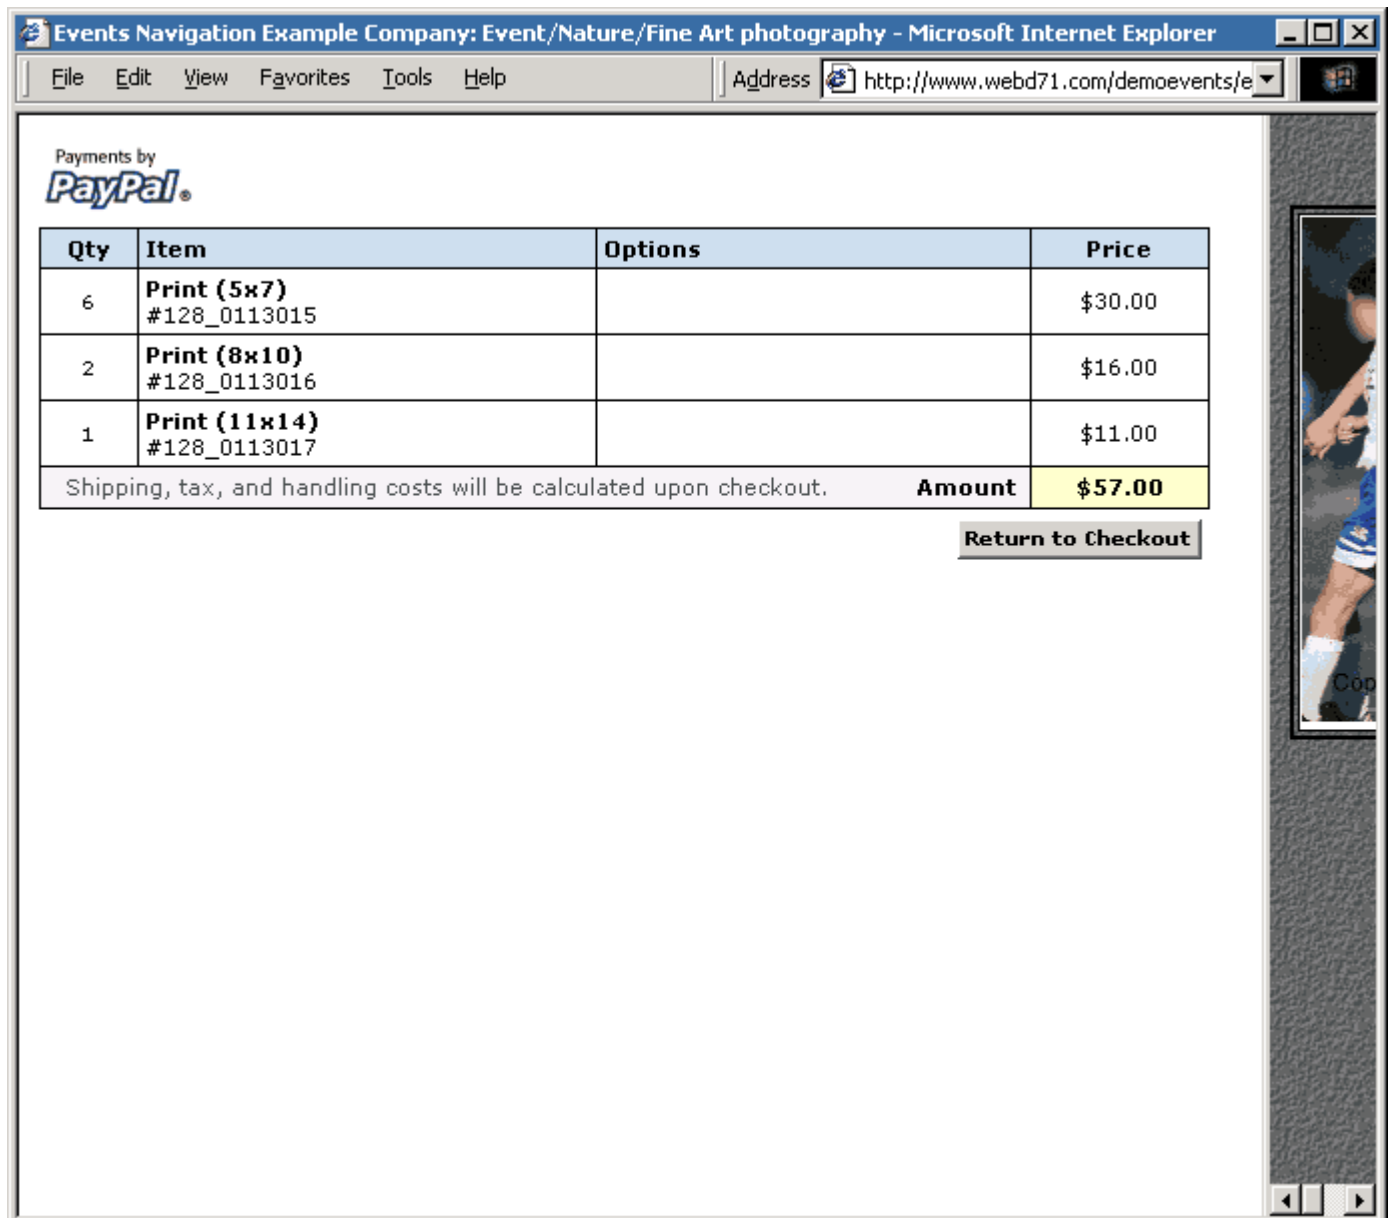 Events Navigation Example Company: Event/Nature/Fine Art photography - Microsoft Internet Explorer
File Edit View Favorites Tools Help Address http://www.webd71.com/demoevents/e
Payments by
PayPal®
Qty Item Options Price
6 Print (5x7) $30.00
#128_0113015
2 Print (8x10) $16.00
#128_0113016
1 Print (11x14) $11.00
#128_0113017
Shipping, tax, and handling costs will be calculated upon checkout. Amount $57.00
Return to Checkout
Cop